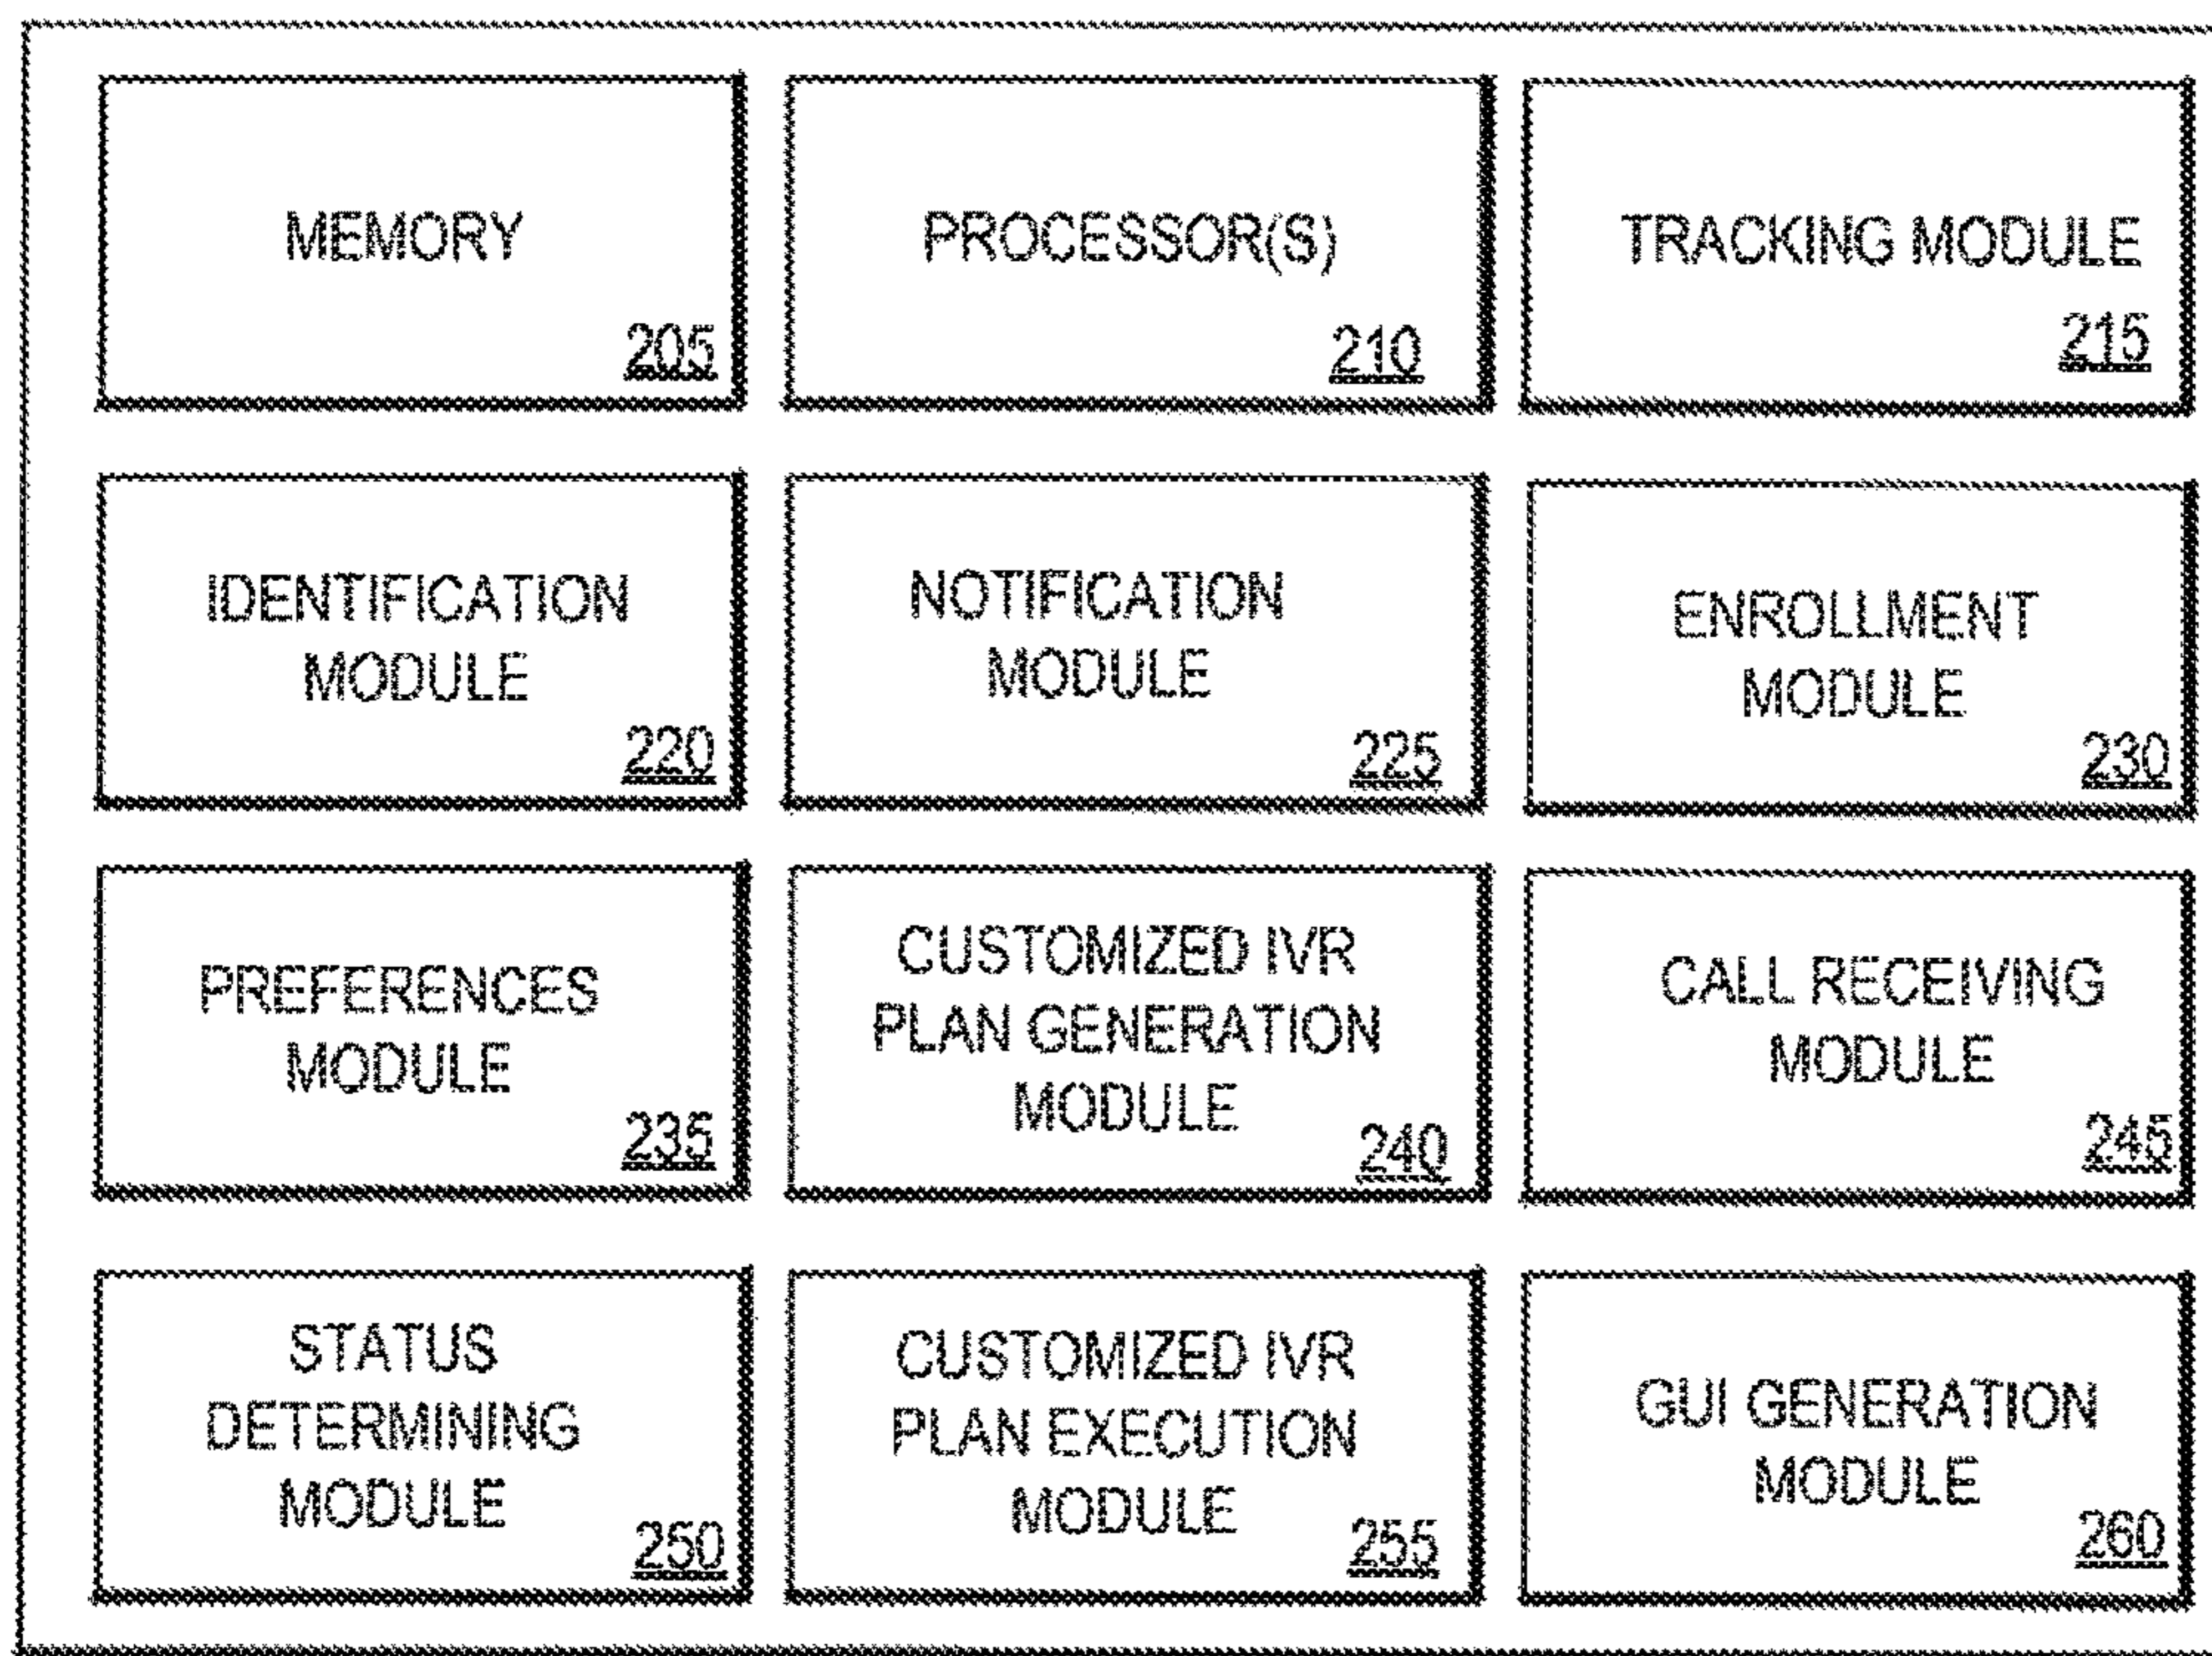 MEMORY
205
PROCESSOR(S)
210
TRACKING MODULE
215
IDENTIFICATION
MODULE
220
NOTIFICATION
MODULE
225
ENROLLMENT
MODULE
230
PREFERENCES
MODULE
235
CUSTOMIZED IVR
PLAN GENERATION
MODULE
240
CALL RECEIVING
MODULE
245
STATUS
DETERMINING
MODULE
250
CUSTOMIZED IVR
PLAN EXECUTION
MODULE
255
GUI GENERATION
MODULE
260